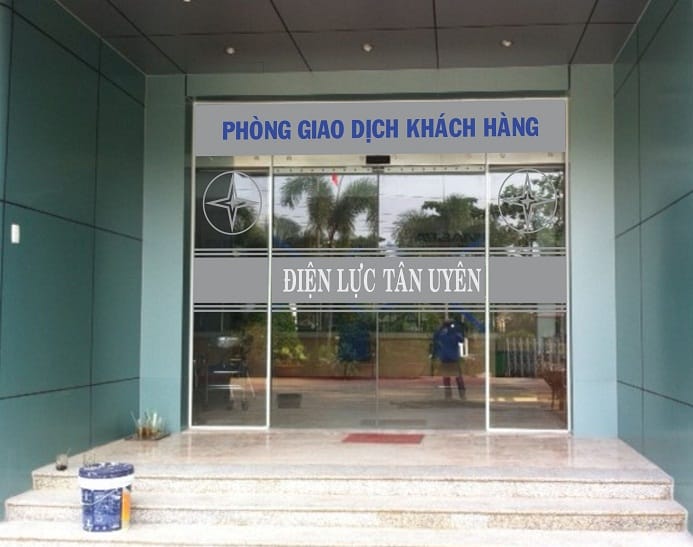 PHÒNG GIAO DỊCH KHÁCH HÀNG
ĐIỆN LỰC TÂN UYÊN